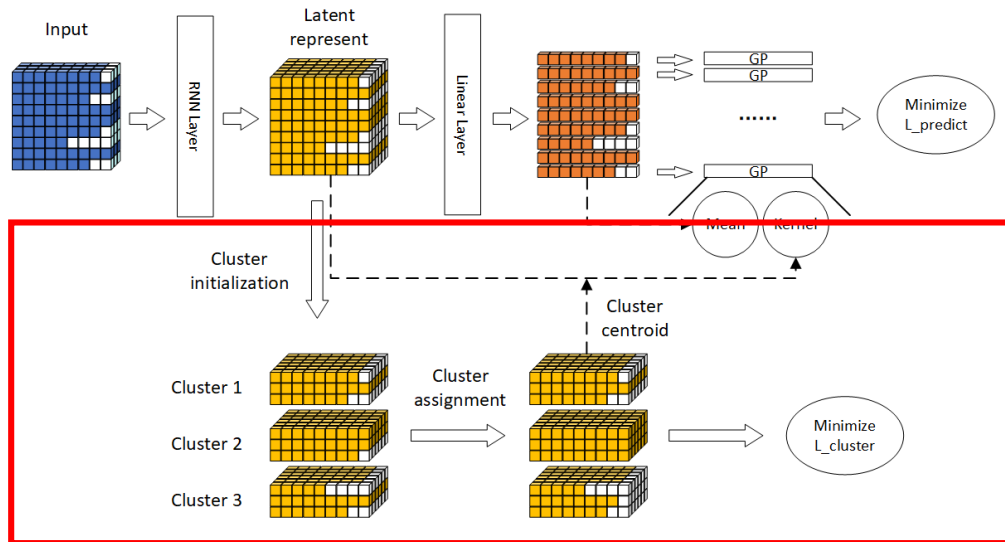 Input
RNN Layer
Latent
represent
Linear Layer
GP
GP
......
GP
Minimize
L_predict
Mean
Kernel
Cluster
initialization
Cluster
centroid
Cluster 1
Cluster 2
Cluster 3
Cluster
assignment
Minimize
L_cluster